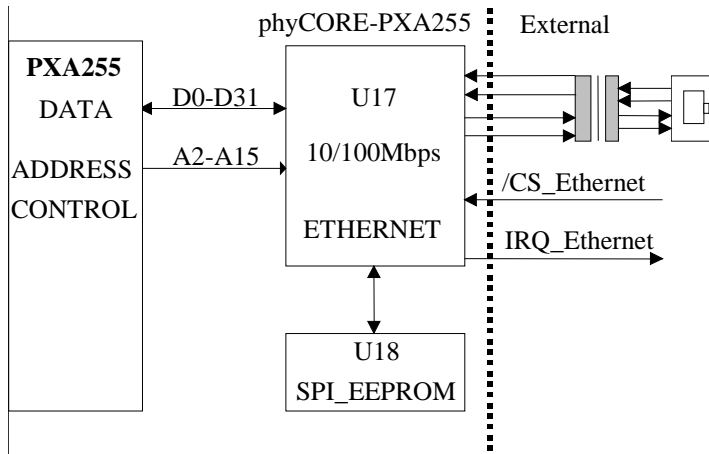 phyCORE-PXA255
External
PXA255
DATA
ADDRESS
CONTROL
D0-D31
A2-A15
U17
10/100Mbps
ETHERNET
/CS_Ethernet
IRQ_Ethernet
U18
SPI_EEPROM